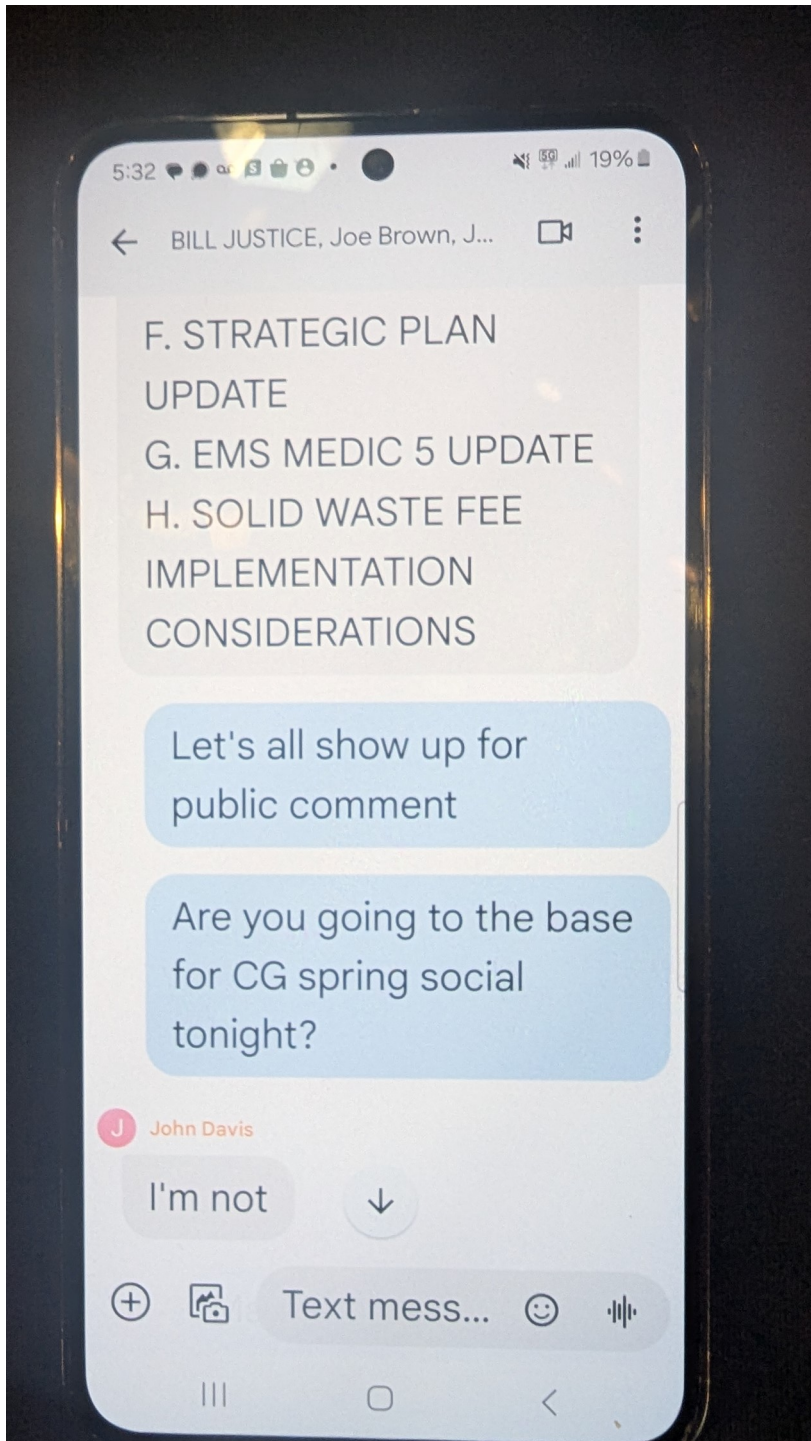 5:32
5G 19%
BILL JUSTICE, Joe Brown, J...
F. STRATEGIC PLAN
UPDATE
G. EMS MEDIC 5 UPDATE
H. SOLID WASTE FEE
IMPLEMENTATION
CONSIDERATIONS
Let's all show up for
public comment
Are you going to the base
for CG spring social
tonight?
J John Davis
I'm not
Text mess...